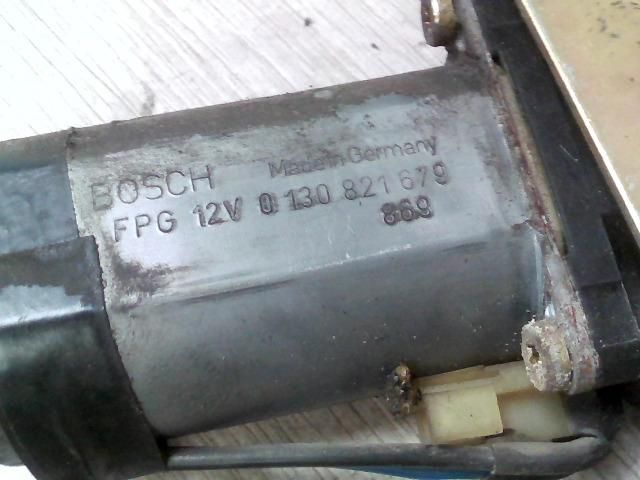 BOSCH Made in Germany
FPG 12V 0 130 821 679
869